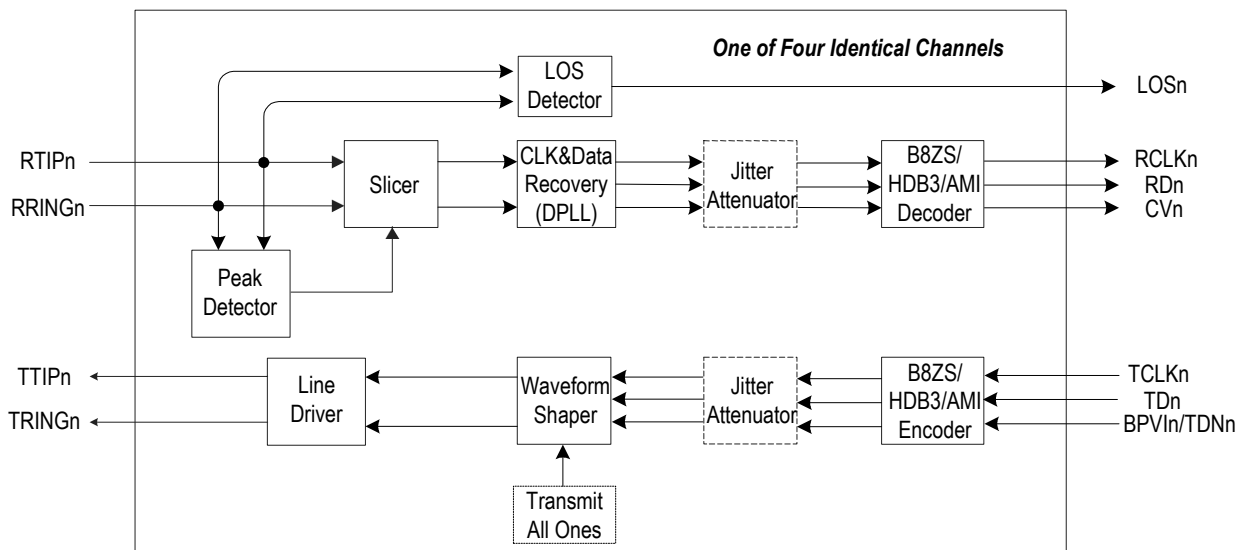 One of Four Identical Channels
LOS
Detector
LOSn
RTIPn
RRINGn
Slicer
CLK&Data
Recovery
(DPLL)
Jitter
Attenuator
B8ZS/
HDB3/AMI
Decoder
RCLKn
RDn
CVn
Peak
Detector
TTIPn
TRINGn
Line
Driver
Waveform
Shaper
Jitter
Attenuator
B8ZS/
HDB3/AMI
Encoder
TCLKn
TDn
BPVIn/TDNn
Transmit
All Ones